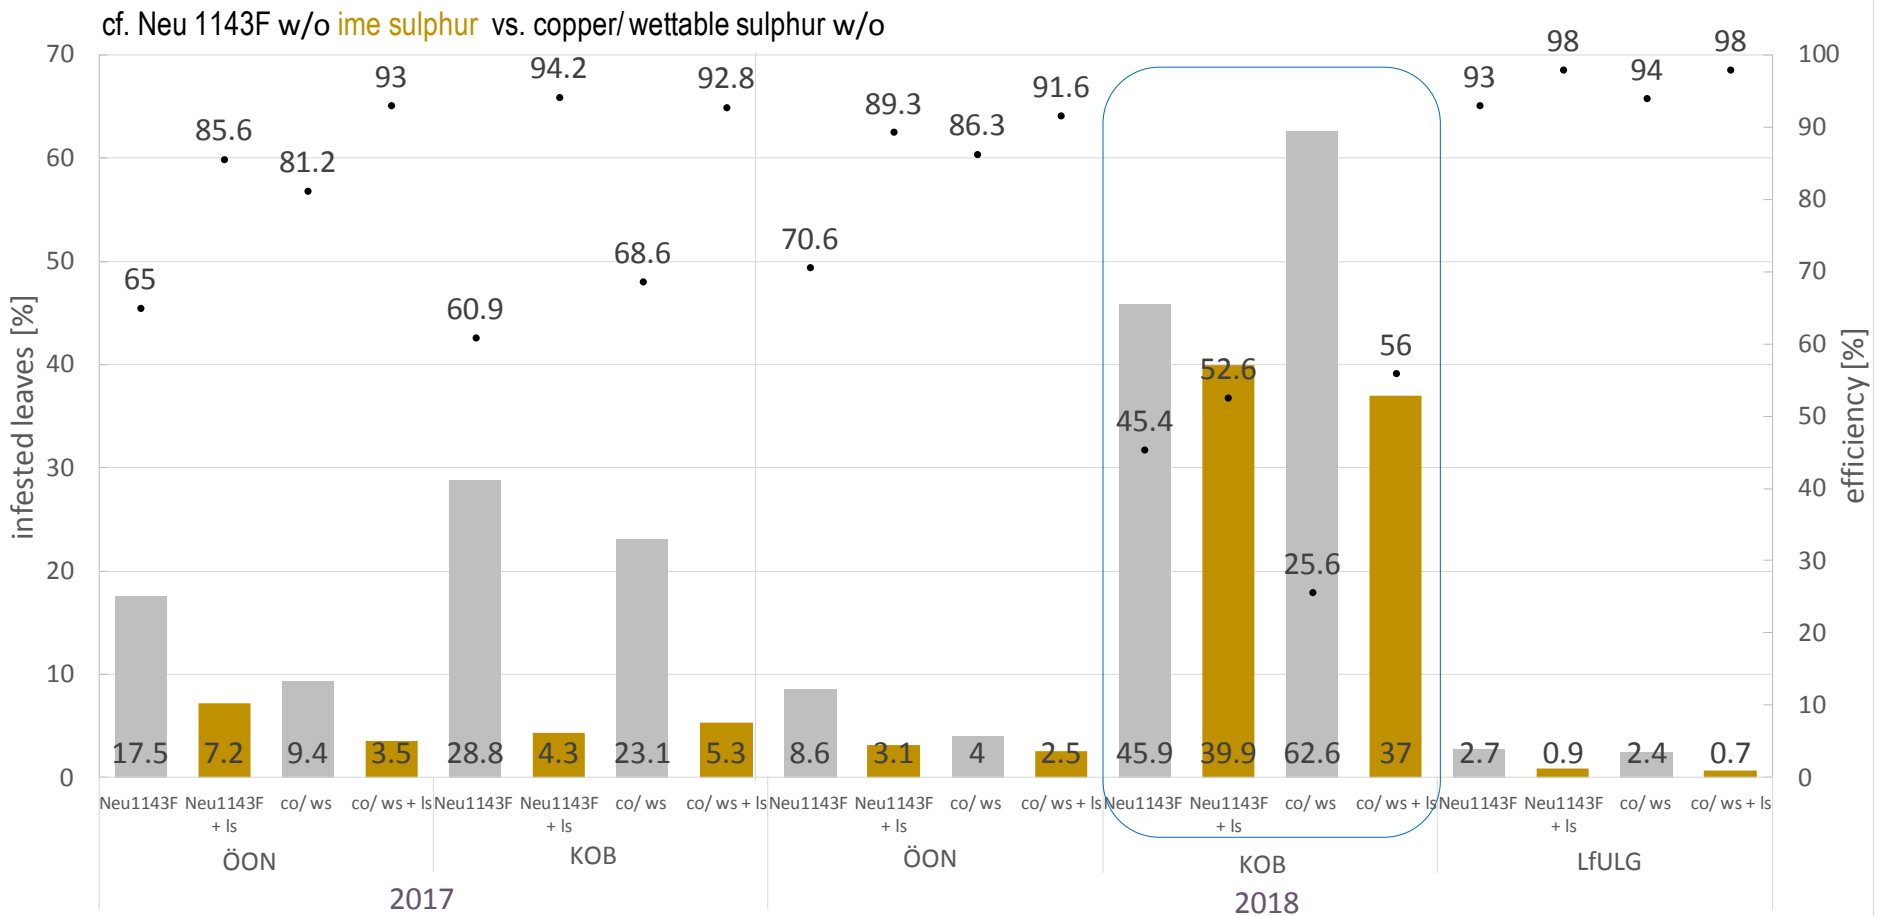 cf. Neu 1143F w/o ime sulphur vs. copper/ wettable sulphur w/o
70
60
50
40
30
20
10
0
infested leaves [%]
100
90
80
70
60
50
40
30
20
10
0
efficiency [%]
65
85.6
81.2
93
60.9
94.2
68.6
92.8
70.6
89.3
86.3
91.6
45.4
52.6
25.6
56
93
98
94
98
17.5
7.2
9.4
3.5
28.8
4.3
23.1
5.3
8.6
3.1
4
2.5
45.9
39.9
62.6
37
2.7
0.9
2.4
0.7
Neu1143F
Neu1143F
+ ls
co/ ws
co/ ws + ls
Neu1143F
Neu1143F
+ ls
co/ ws
co/ ws + ls
Neu1143F
Neu1143F
+ ls
co/ ws
co/ ws + ls
Neu1143F
Neu1143F
+ ls
co/ ws
co/ ws + ls
Neu1143F
Neu1143F
+ ls
co/ ws
co/ ws + ls
ÖON
KOB
ÖON
KOB
LfULG
2017
2018